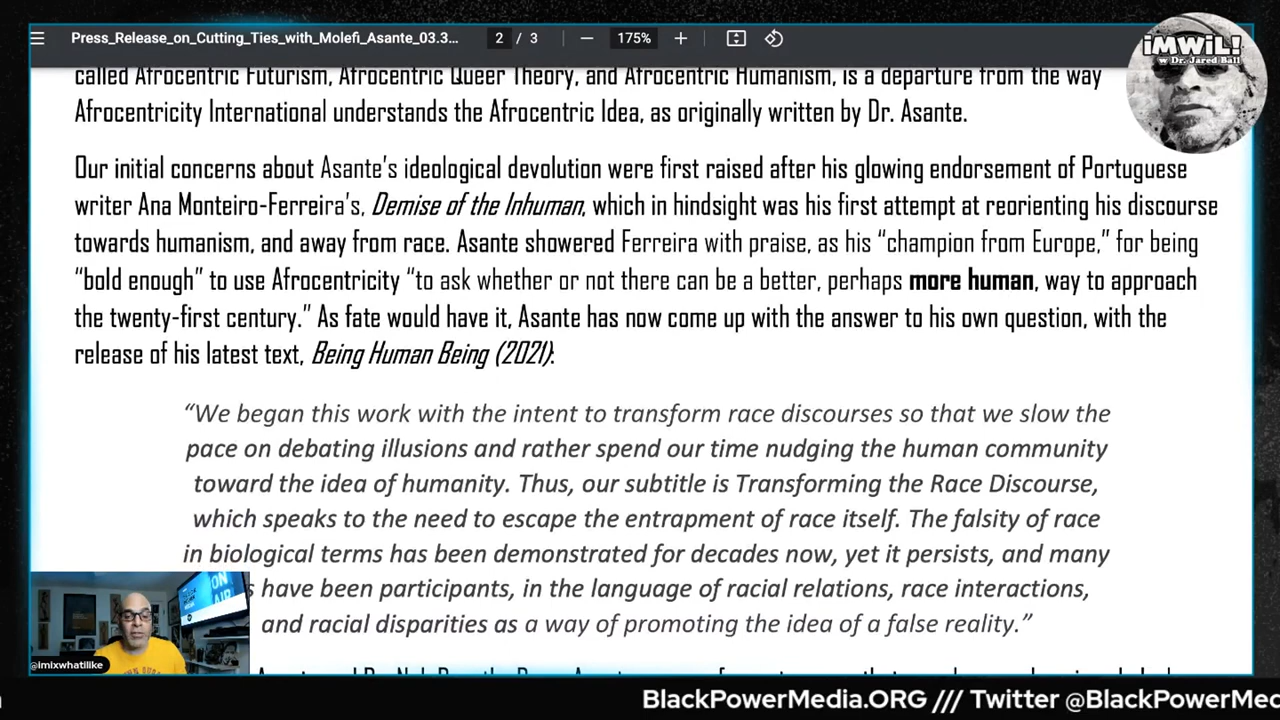 Press_Release_on_Cutting_Ties_with_Molefi_Asante_03.3...
2 / 3
175%
iMWiL!
w Dr. Jared Ball
called Afrocentric Futurism, Afrocentric Queer Theory, and Afrocentric Humanism, is a departure from the way
Afrocentricity International understands the Afrocentric Idea, as originally written by Dr. Asante.
Our initial concerns about Asante's ideological devolution were first raised after his glowing endorsement of Portuguese
writer Ana Monteiro-Ferreira's, Demise of the Inhuman, which in hindsight was his first attempt at reorienting his discourse
towards humanism, and away from race. Asante showered Ferreira with praise, as his “champion from Europe,” for being
“bold enough” to use Afrocentricity “to ask whether or not there can be a better, perhaps more human, way to approach
the twenty-first century.” As fate would have it, Asante has now come up with the answer to his own question, with the
release of his latest text, Being Human Being (2021):
“We began this work with the intent to transform race discourses so that we slow the
pace on debating illusions and rather spend our time nudging the human community
toward the idea of humanity. Thus, our subtitle is Transforming the Race Discourse,
which speaks to the need to escape the entrapment of race itself. The falsity of race
in biological terms has been demonstrated for decades now, yet it persists, and many
have been participants, in the language of racial relations, race interactions,
and racial disparities as a way of promoting the idea of a false reality.”
ON
AIR
@imixwhatilike
BlackPowerMedia.ORG /// Twitter @BlackPowerMed